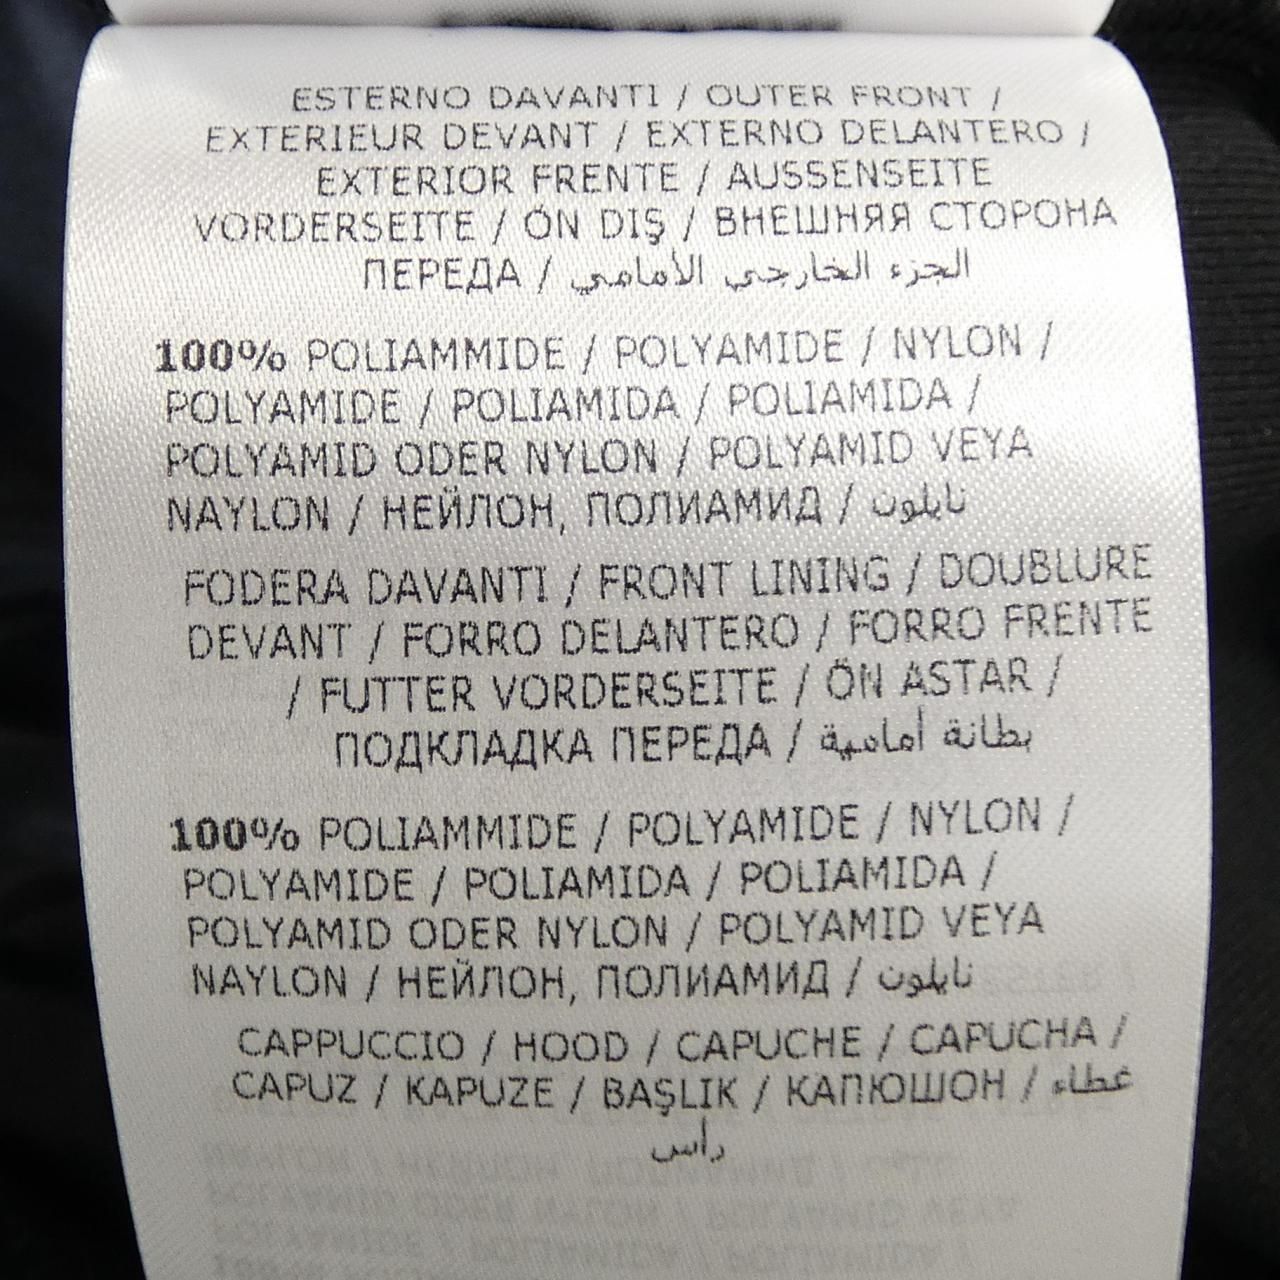 ESTERNO DAVANTI / OUTER FRONT /
EXTERIEUR DEVANT / EXTERNO DELANTERO /
EXTERIOR FRENTE / AUSSENSEITE
VORDERSEITE / ÖN DIŞ / ВНЕШНЯЯ СТОРОНА
ПЕРЕДА / الجزء الخارجي الأمامي
100% POLIAMMIDE / POLYAMIDE / NYLON /
POLYAMIDE / POLIAMIDA / POLIAMIDA /
POLYAMID ODER NYLON / POLYAMID VEYA
NAYLON / НЕЙЛОН, ПОЛИАМИД / نايلون
FODERA DAVANTI / FRONT LINING / DOUBLURE
DEVANT / FORRO DELANTERO / FORRO FRENTE
/ FUTTER VORDERSEITE / ÖN ASTAR /
ПОДКЛАДКА ПЕРЕДА / بطانة أمامية
100% POLIAMMIDE / POLYAMIDE / NYLON /
POLYAMIDE / POLIAMIDA / POLIAMIDA /
POLYAMID ODER NYLON / POLYAMID VEYA
NAYLON / НЕЙЛОН, ПОЛИАМИД / نايلون
CAPPUCCIO / HOOD / CAPUCHE / CAPUCHA /
CAPUZ / KAPUZE / BAŞLIK / КАПЮШОН / غطاء
رأس